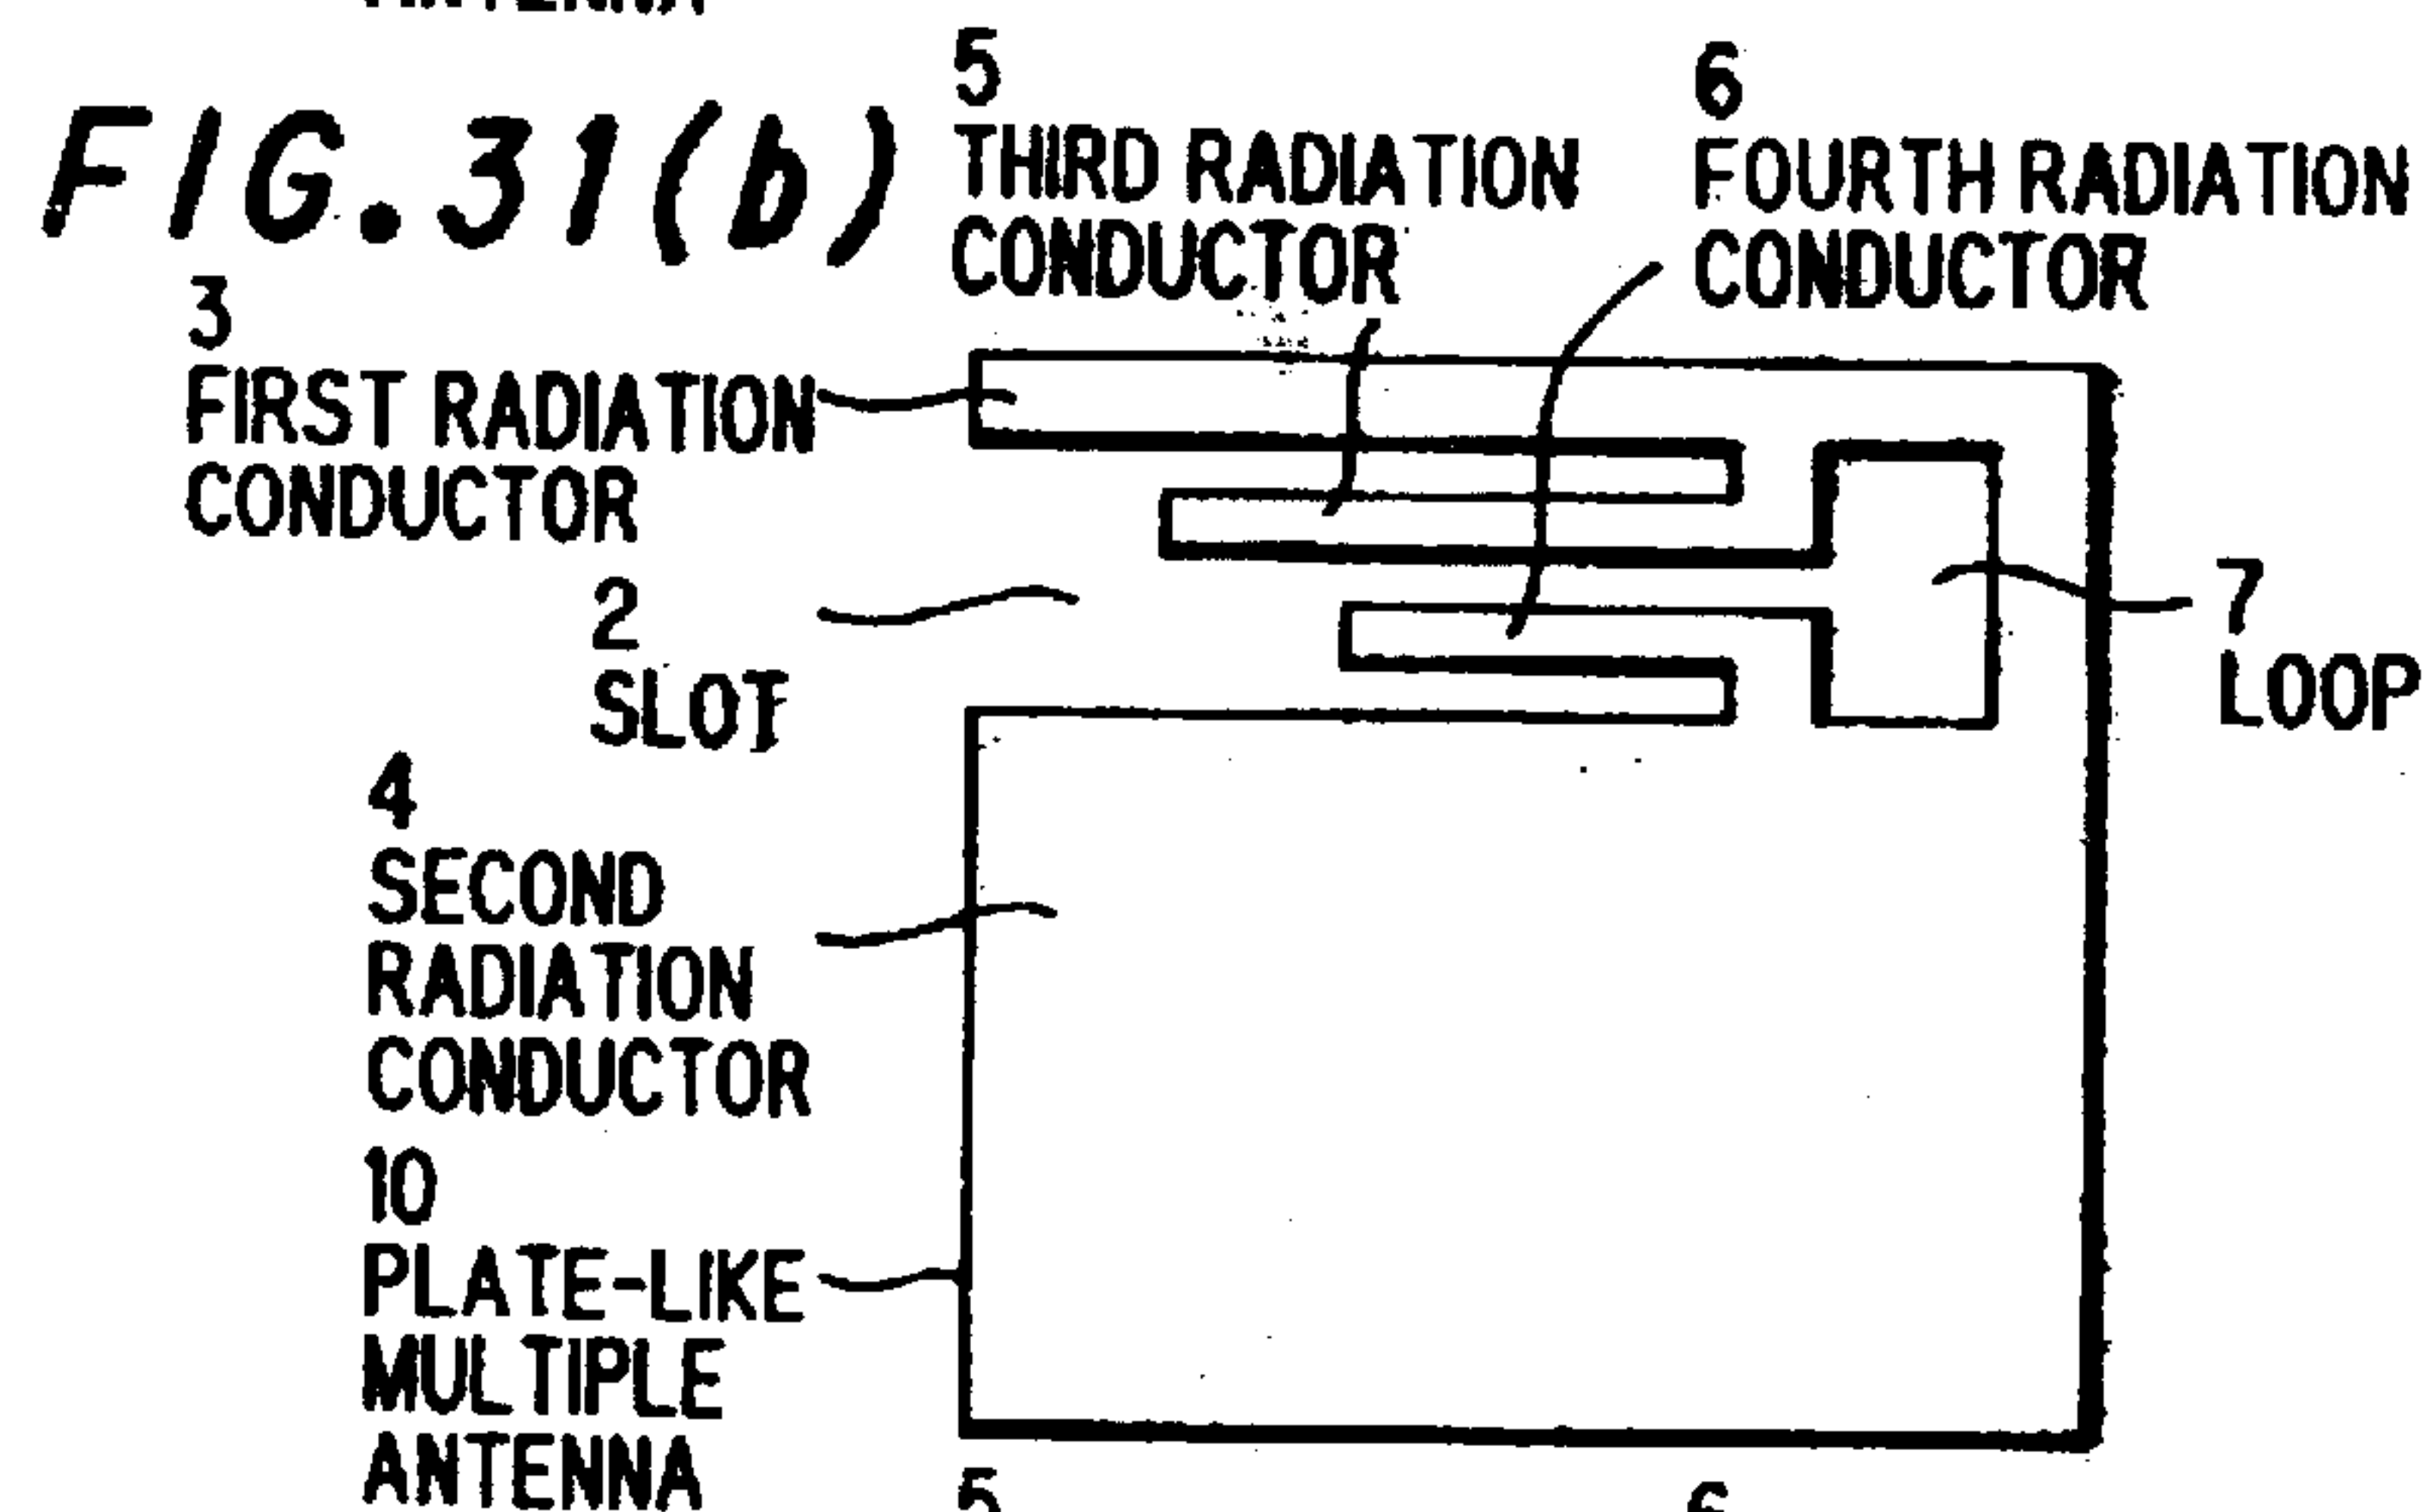 ANTENNA
FIG.31(b)
5
THIRD RADIATION
CONDUCTOR
6
FOURTH RADIATION
CONDUCTOR
3
FIRST RADIATION
CONDUCTOR
2
SLOT
7
LOOP
4
SECOND
RADIATION
CONDUCTOR
10
PLATE-LIKE
MULTIPLE
ANTENNA
5
6